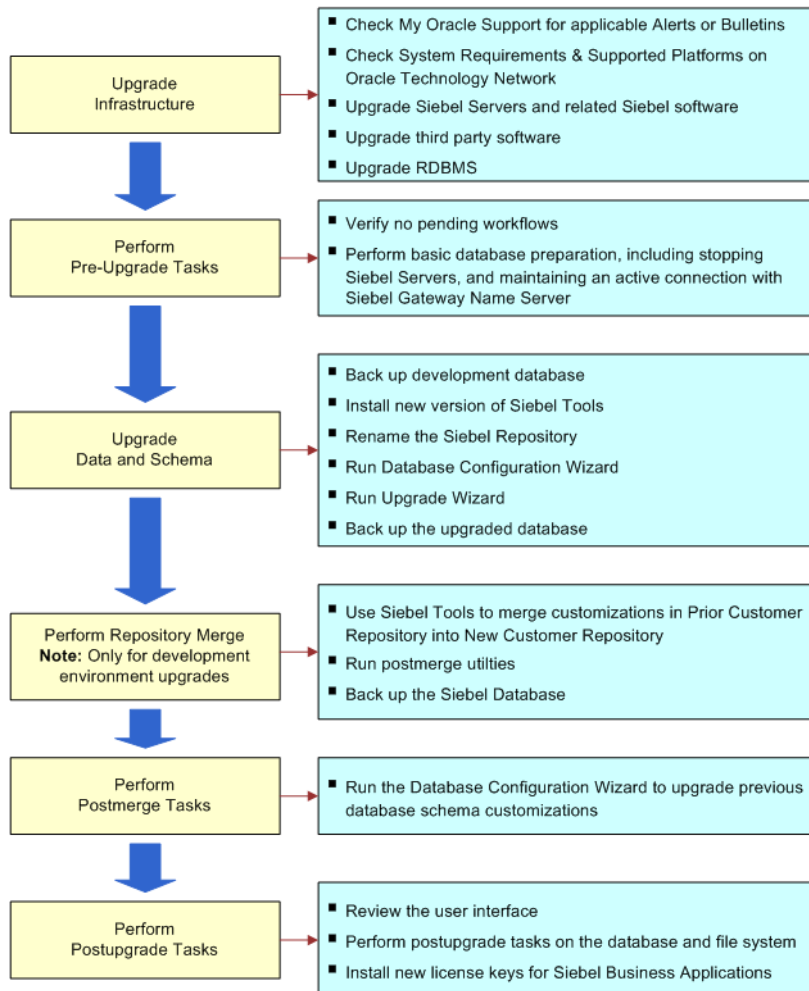 Upgrade
Infrastructure
▪ Check My Oracle Support for applicable Alerts or Bulletins
▪ Check System Requirements & Supported Platforms on
Oracle Technology Network
▪ Upgrade Siebel Servers and related Siebel software
▪ Upgrade third party software
▪ Upgrade RDBMS
Perform
Pre-Upgrade Tasks
▪ Verify no pending workflows
▪ Perform basic database preparation, including stopping
Siebel Servers, and maintaining an active connection with
Siebel Gateway Name Server
Upgrade
Data and Schema
▪ Back up development database
▪ Install new version of Siebel Tools
▪ Rename the Siebel Repository
▪ Run Database Configuration Wizard
▪ Run Upgrade Wizard
▪ Back up the upgraded database
Perform Repository Merge
Note: Only for development
environment upgrades
▪ Use Siebel Tools to merge customizations in Prior Customer
Repository into New Customer Repository
▪ Run postmerge utilties
▪ Back up the Siebel Database
Perform
Postmerge Tasks
▪ Run the Database Configuration Wizard to upgrade previous
database schema customizations
Perform
Postupgrade Tasks
▪ Review the user interface
▪ Perform postupgrade tasks on the database and file system
▪ Install new license keys for Siebel Business Applications